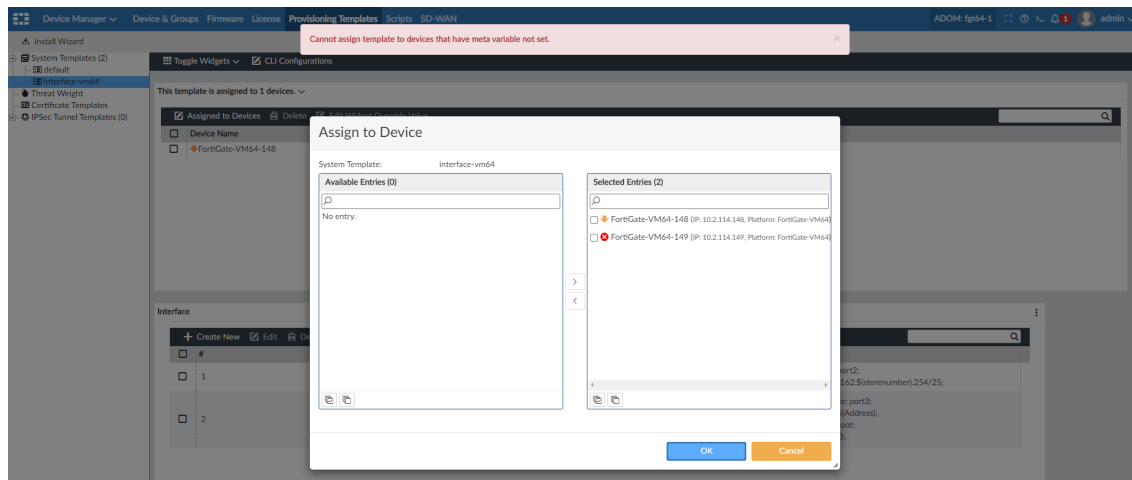 Device Manager Device & Groups Firmware License Provisioning Templates Scripts SD-WAN ADOM: fgt64-1 1 admin
Cannot assign template to devices that have meta variable not set.
Install Wizard
System Templates (2)
default
interface-vm64
Threat Weight
Certificate Templates
IPSec Tunnel Templates (0)
Toggle Widgets CLI Configurations
This template is assigned to 1 devices.
Assigned to Devices Delete Edit Widget Override Value
Device Name
FortiGate-VM64-148
Assign to Device
System Template: interface-vm64
Available Entries (0)
No entry.
Selected Entries (2)
FortiGate-VM64-148 (IP: 10.2.114.148, Platform: FortiGate-VM64)
FortiGate-VM64-149 (IP: 10.2.114.149, Platform: FortiGate-VM64)
OK Cancel
Interface
Create New Edit De
#
1
ort2;
162.$(storenumber).254/25;
2
e: port3;
$(Address);
oot;